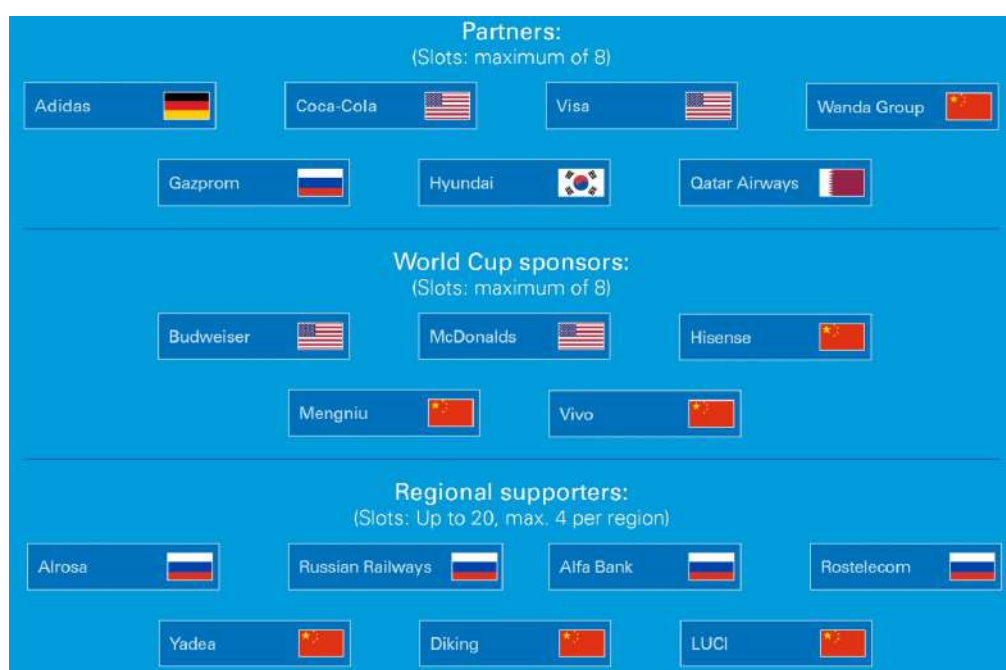 Partners:
(Slots: maximum of 8)
Adidas
Coca-Cola
Visa
Wanda Group
Gazprom
Hyundai
Qatar Airways
World Cup sponsors:
(Slots: maximum of 8)
Budweiser
McDonalds
Hisense
Mengniu
Vivo
Regional supporters:
(Slots: Up to 20, max. 4 per region)
Alrosa
Russian Railways
Alfa Bank
Rostelecom
Yadea
Diking
LUCI